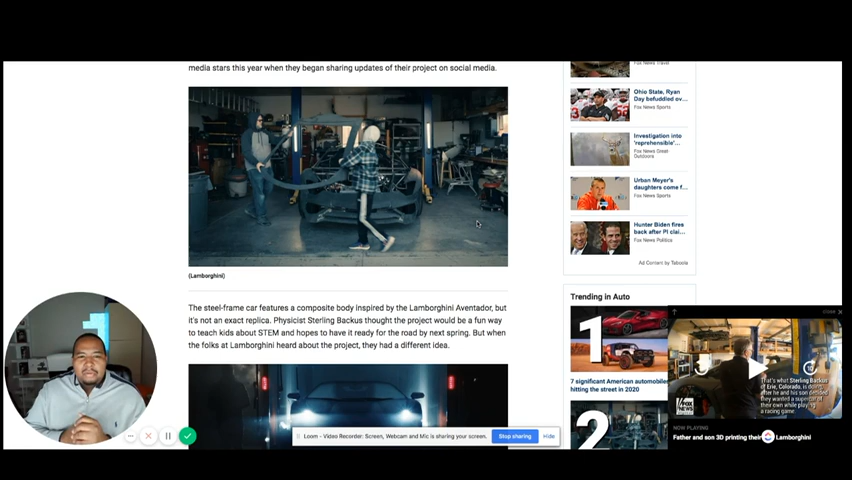 media stars this year when they began sharing updates of their project on social media.
(Lamborghini)
The steel-frame car features a composite body inspired by the Lamborghini Aventador, but
it's not an exact replica. Physicist Sterling Backus thought the project would be a fun way
to teach kids about STEM and hopes to have it ready for the road by next spring. But when
the folks at Lamborghini heard about the project, they had a different idea.
Fox News Travel
Ohio State, Ryan
Day befuddled ov...
Fox News Sports
Investigation into
'reprehensible'...
Fox News Great
Outdoors
Urban Meyer's
daughters come f...
Fox News Sports
Hunter Biden fires
back after PI clai...
Fox News Politics
Ad Content by Taboola
Trending in Auto
1
7 significant American automobile
hitting the street in 2020
2
CLOSE
That's what Sterling Backus
of Erie, Colorado, is doing,
after he and his son decided
they wanted a supercar of
their own while playing
a racing game.
FOX
NEWS
NOW PLAYING
Father and son 3D printing their Lamborghini
Loom - Video Recorder: Screen, Webcam and Mic is sharing your screen.
Stop sharing
Hide